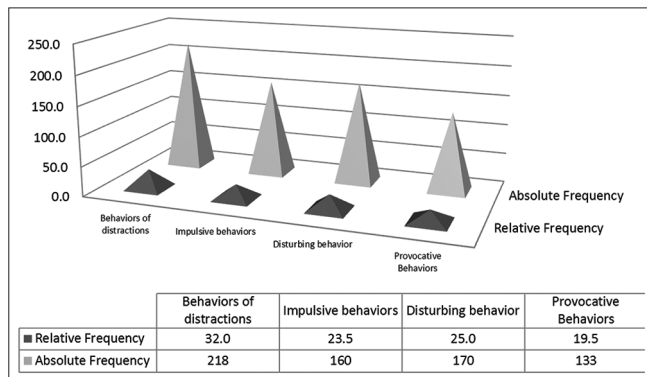 250.0
200.0
150.0
100.0
50.0
0.0
Behaviors of
distractions
Impulsive behaviors
Disturbing behavior
Provocative
Behaviors
Absolute Frequency
Relative Frequency
Behaviors of distractions Impulsive behaviors Disturbing behavior Provocative Behaviors
Relative Frequency 32.0 23.5 25.0 19.5
Absolute Frequency 218 160 170 133